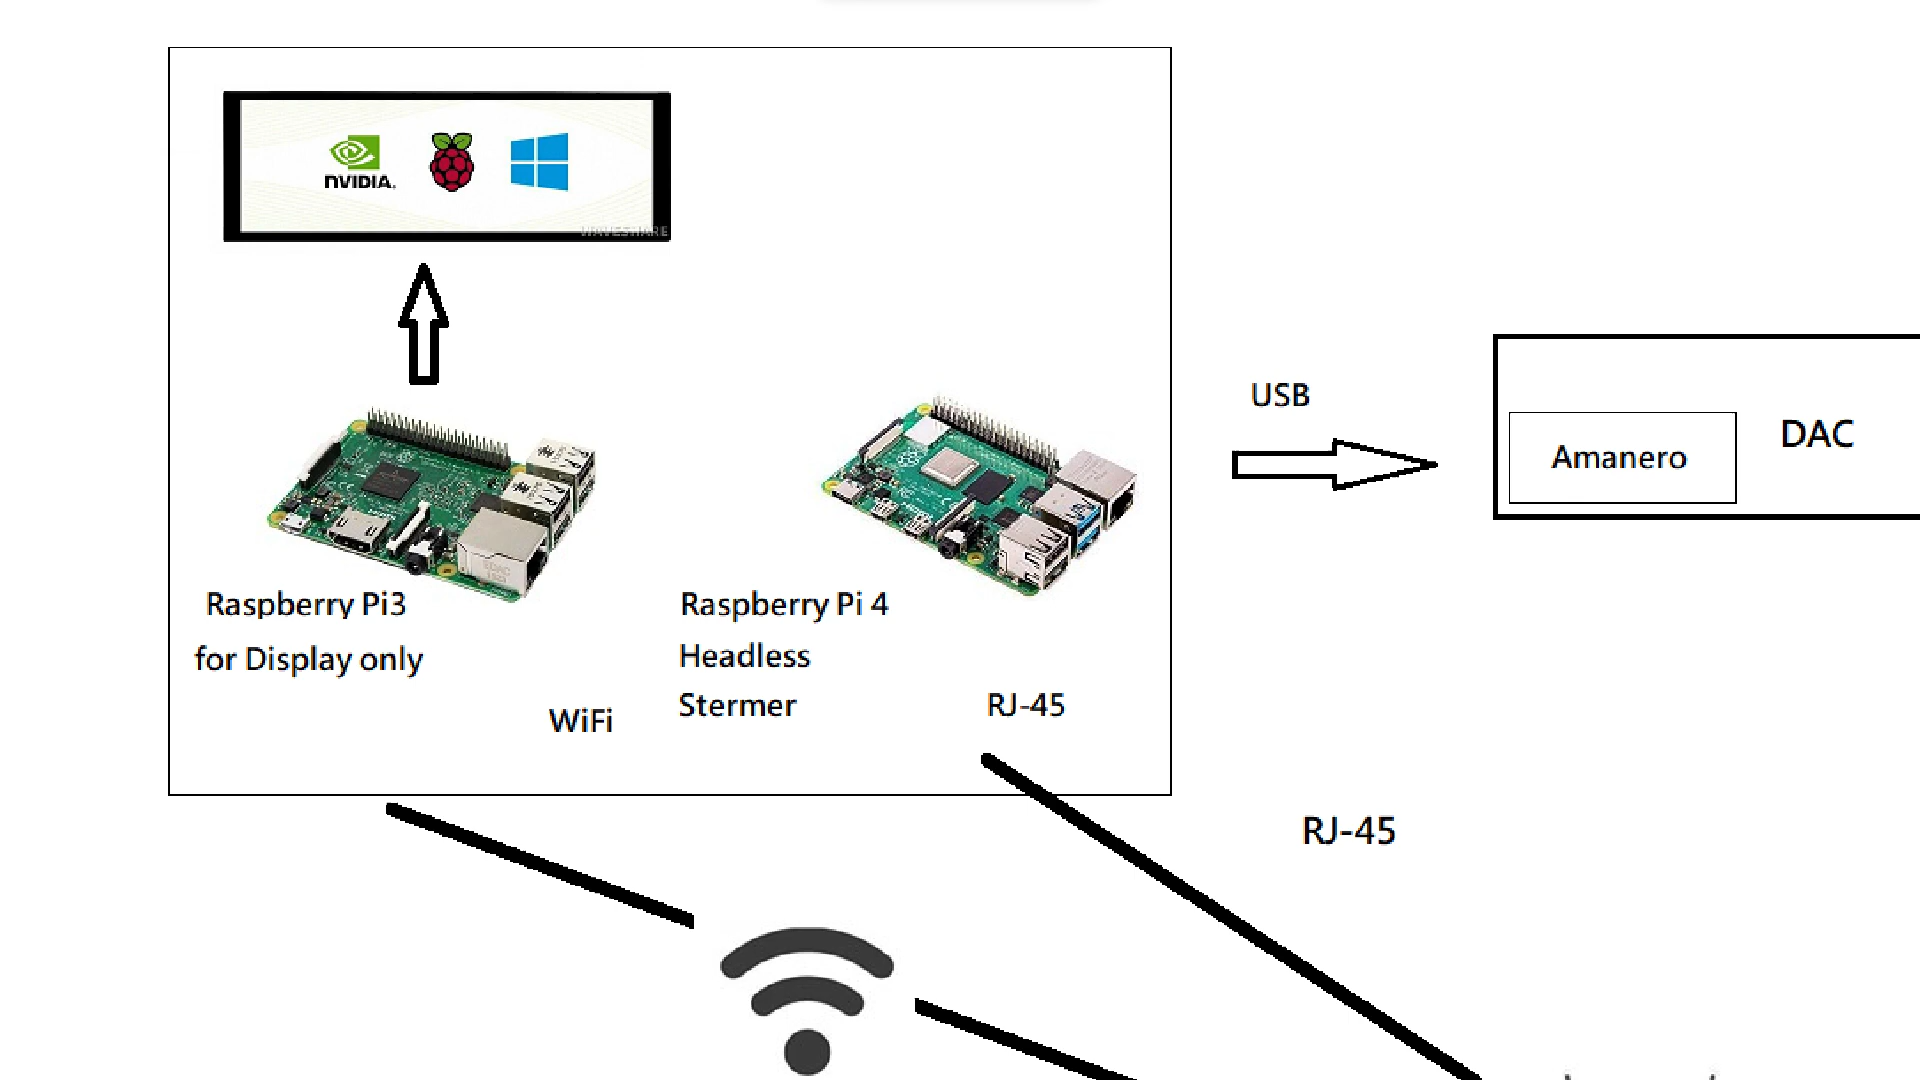 NVIDIA.
WAVESHARE
USB
Amanero
DAC
Raspberry Pi3
for Display only
Raspberry Pi 4
Headless
Stermer
WiFi
RJ-45
RJ-45